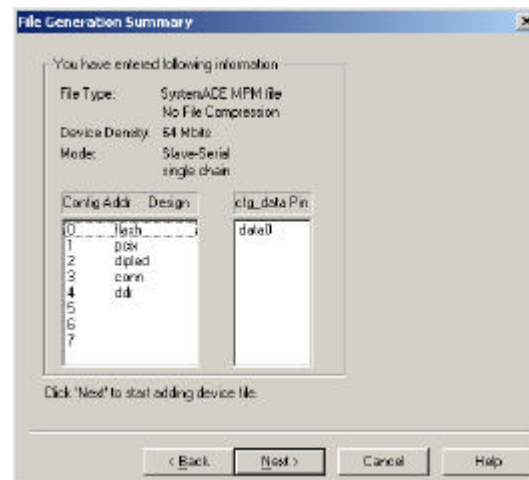 File Generation Summary
You have entered following information
File Type: SystemACE MPM file
No File Compression
Device Density: 64 Mbits
Mode: Slave-Serial
single chain
Config Addr Design cfg_data Pin
0 flash data0
1
2 dipled
3 conn
4 ddr
5
6
7
Click 'Next' to start adding device file.
< Back Next > Cancel Help